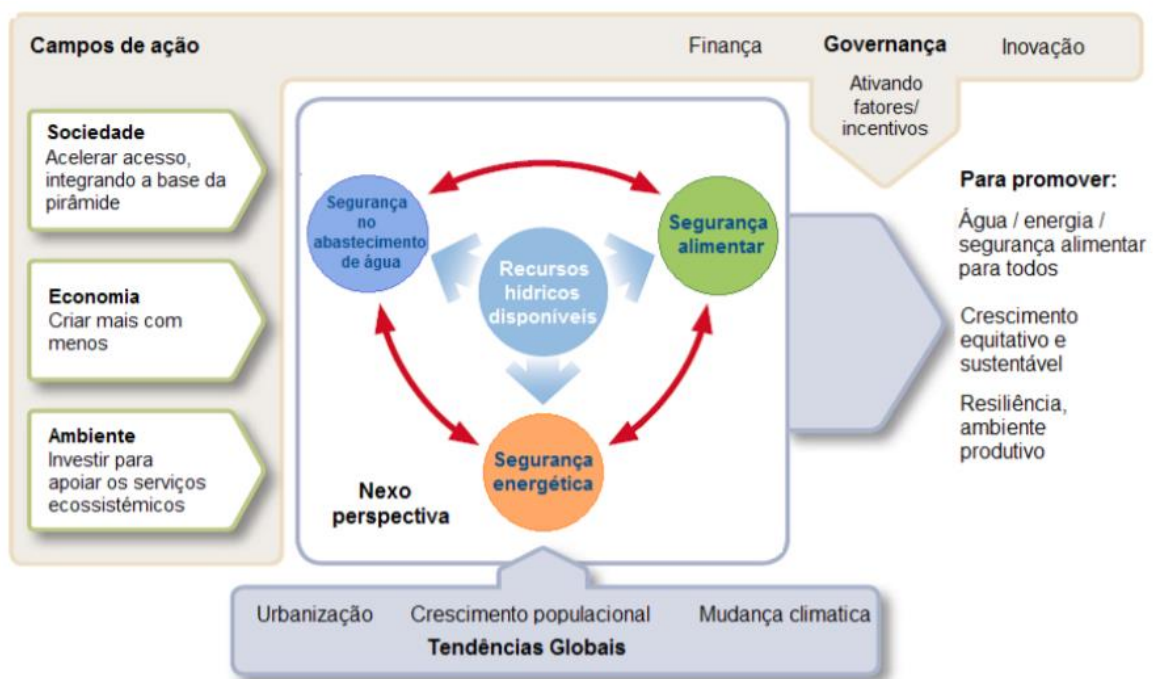 Campos de ação
Finança
Governança
Inovação
Ativando
fatores/
incentivos
Sociedade
Acelerar acesso,
integrando a base da
pirâmide
Economia
Criar mais com
menos
Ambiente
Investir para
apoiar os serviços
ecossistémicos
Segurança
no
abastecimento
de água
Recursos
hídricos
disponíveis
Segurança
alimentar
Segurança
energética
Nexo
perspectiva
Para promover:
Água / energia /
segurança alimentar
para todos
Crescimento
equitativo e
sustentável
Resiliência,
ambiente
produtivo
Urbanização
Crescimento populacional
Mudança climatica
Tendências Globais